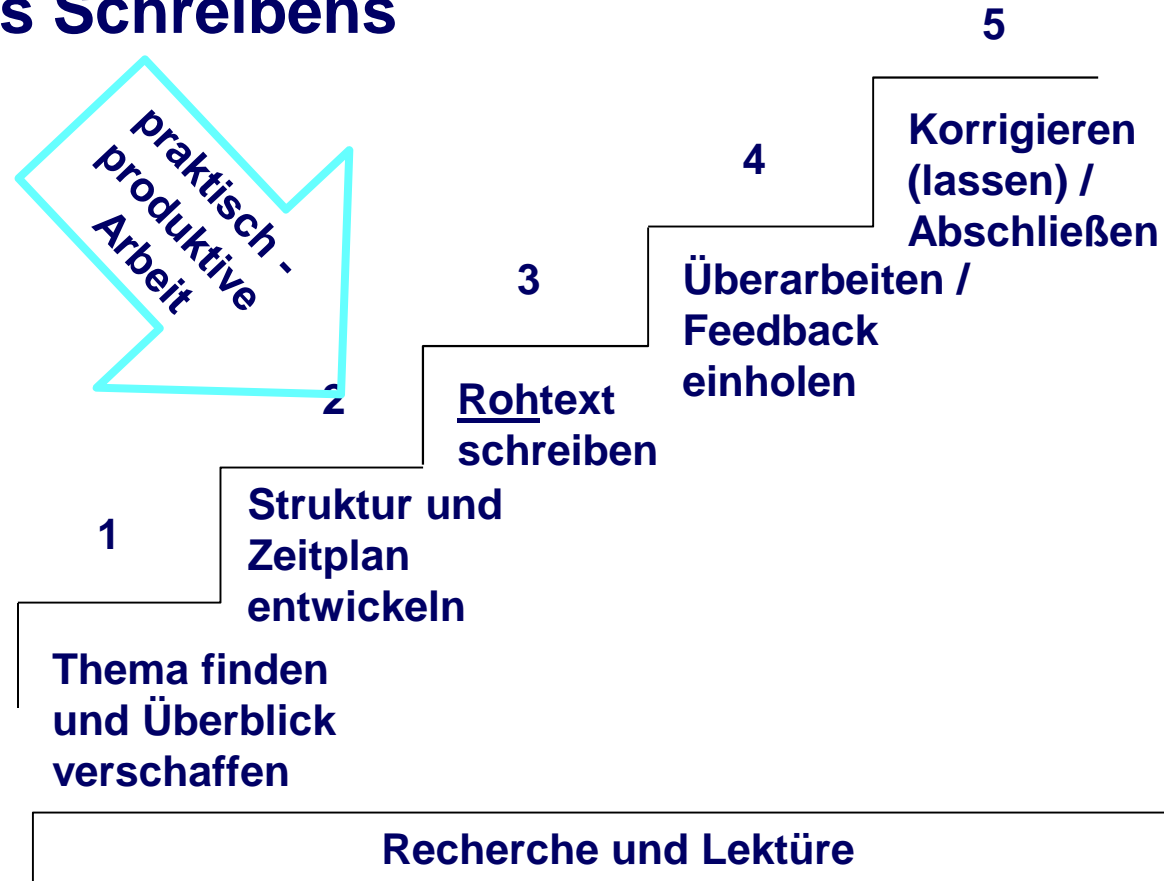 s Schreibens
praktisch -
produktive
Arbeit
1
Thema finden
und Überblick
verschaffen
2
Struktur und
Zeitplan
entwickeln
3
Rohtext
schreiben
4
Überarbeiten /
Feedback
einholen
5
Korrigieren
(lassen) /
Abschließen
Recherche und Lektüre